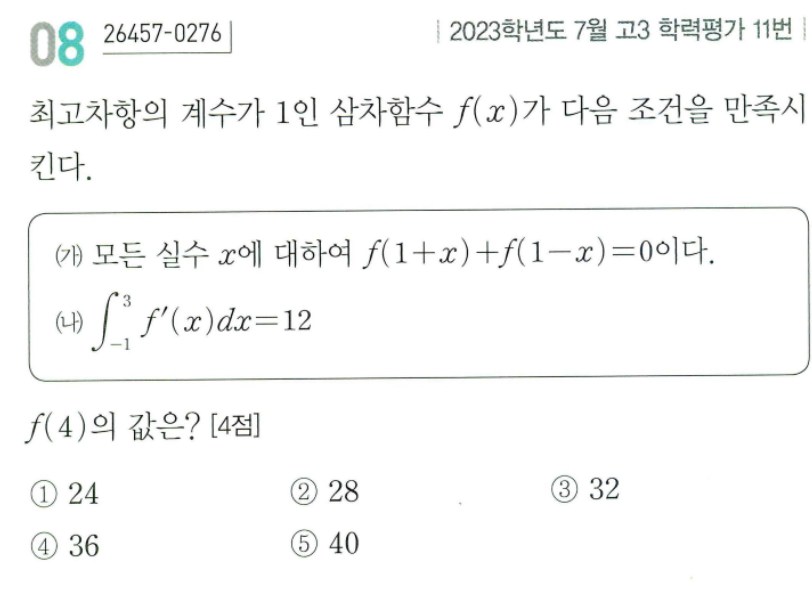 08 26457-0276 | 2023학년도 7월 고3 학력평가 11번 |
최고차항의 계수가 1인 삼차함수 f(x)가 다음 조건을 만족시
킨다.
㈎ 모든 실수 x에 대하여 f(1+x)+f(1-x)=0이다.
㈏ ∫₋₁³ f′(x)dx=12
f(4)의 값은? [4점]
① 24 ② 28 ③ 32
④ 36 ⑤ 40